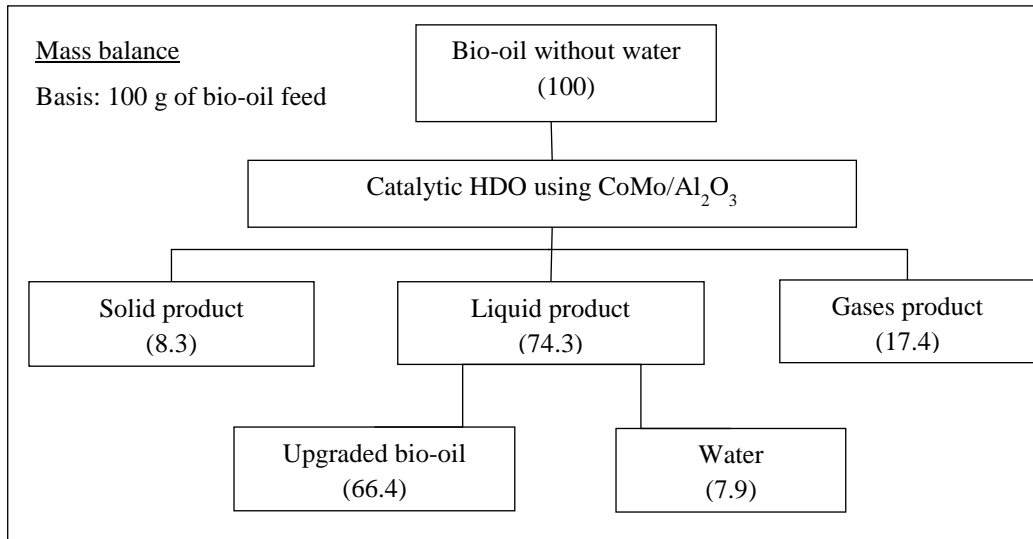 Mass balance
Basis: 100 g of bio-oil feed
Bio-oil without water
(100)
Catalytic HDO using CoMo/Al₂O₃
Solid product
(8.3)
Liquid product
(74.3)
Gases product
(17.4)
Upgraded bio-oil
(66.4)
Water
(7.9)